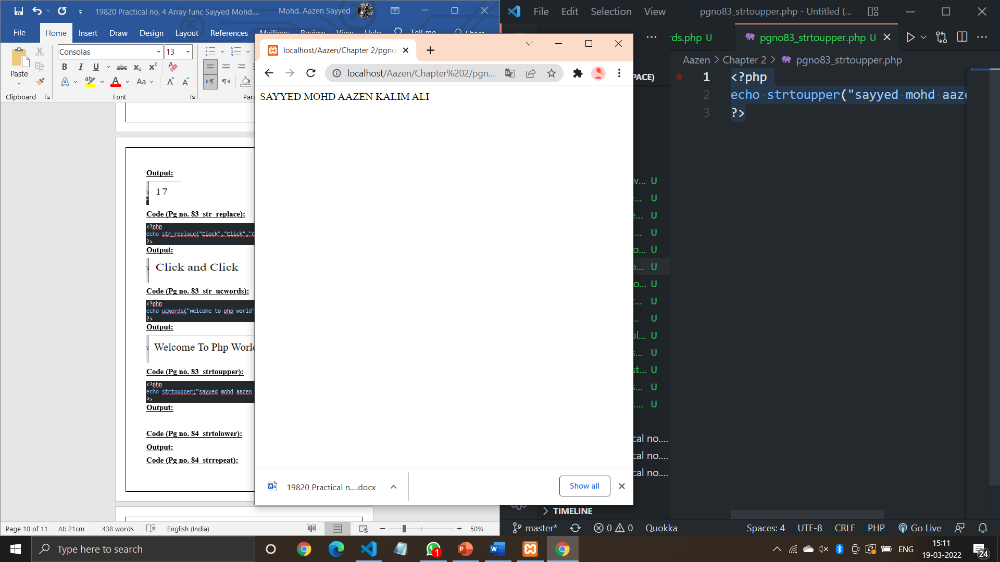 19820 Practical no. 4 Array func Sayyed Mohd....
Mohd. Aazen Sayyed
File Home Insert Draw Design Layout References Mailings Review View Help Tell me Share
Paste
Clipboard
Consolas 13
B I U abc x₂ x²
A A Aa A A
Font
Output:
17
Code (Pg no. 83 str_replace):
<?php
echo str_replace("Clock","Click","C
?>
Output:
Click and Click
Code (Pg no. 83 str_ucwords):
<?php
echo ucwords("welcome to php world"
?>
Output:
Welcome To Php World
Code (Pg no. 83 strtoupper):
<?php
echo strtoupper("sayyed mohd aazen
?>
Output:
Code (Pg no. 84 strtolower):
Output:
Code (Pg no. 84 strrepeat):
Page 10 of 11 At: 21cm 438 words English (India) 50%
localhost/Aazen/Chapter 2/pgno
localhost/Aazen/Chapter%202/pgn...
SAYYED MOHD AAZEN KALIM ALI
19820 Practical n....docx
Show all
File Edit Selection View
pgno83_strtoupper.php - Untitled (...
rds.php U
pgno83_strtoupper.php U
Aazen > Chapter 2 > pgno83_strtoupper.php
PACE)
1 <?php
2 echo strtoupper("sayyed mohd aaze
3 ?>
w... U
... U
e... U
... U
o... U
... U
o... U
... U
.. U
ol... U
s... U
st... U
s... U
.... U
cal no....
cal no....
cal no....
TIMELINE
master* 0 0 Quokka
Spaces: 4 UTF-8 CRLF PHP Go Live
Type here to search
1
ENG
15:11
19-03-2022
24